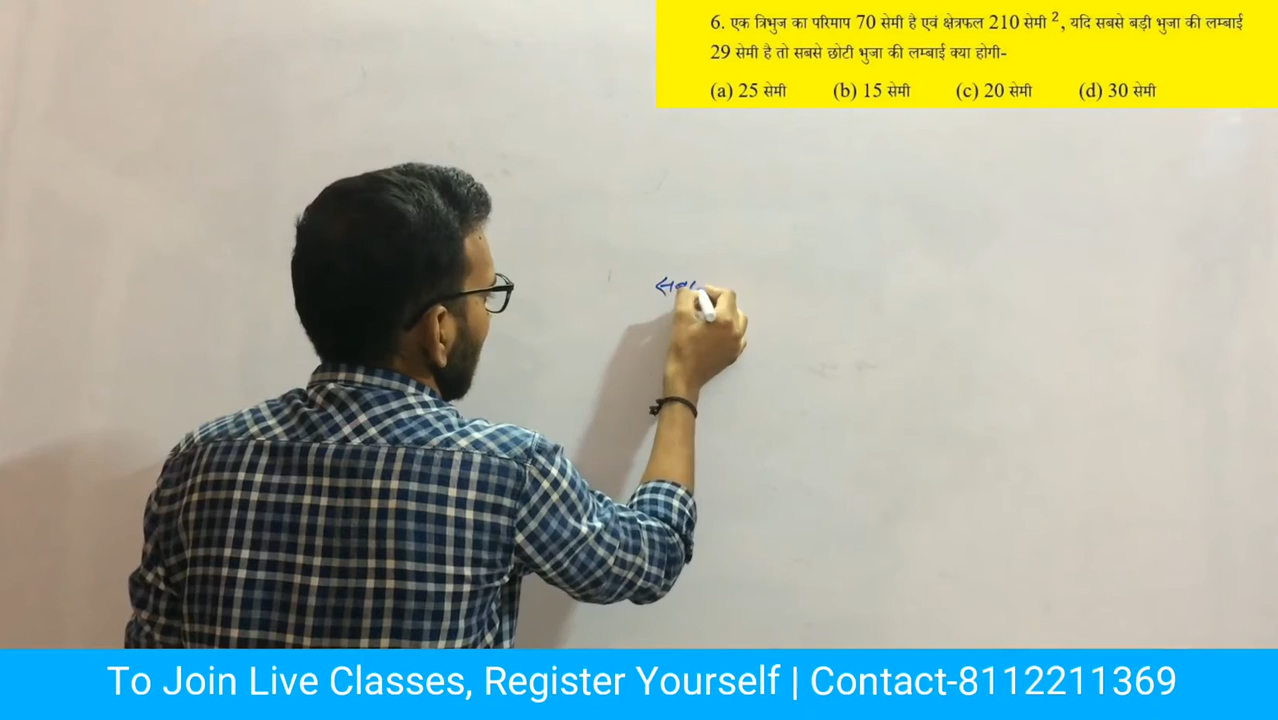 6. एक त्रिभुज का परिमाप 70 सेमी है एवं क्षेत्रफल 210 सेमी ², यदि सबसे बड़ी भुजा की लम्बाई
29 सेमी है तो सबसे छोटी भुजा की लम्बाई क्या होगी-
(a) 25 सेमी (b) 15 सेमी (c) 20 सेमी (d) 30 सेमी
To Join Live Classes, Register Yourself | Contact-8112211369